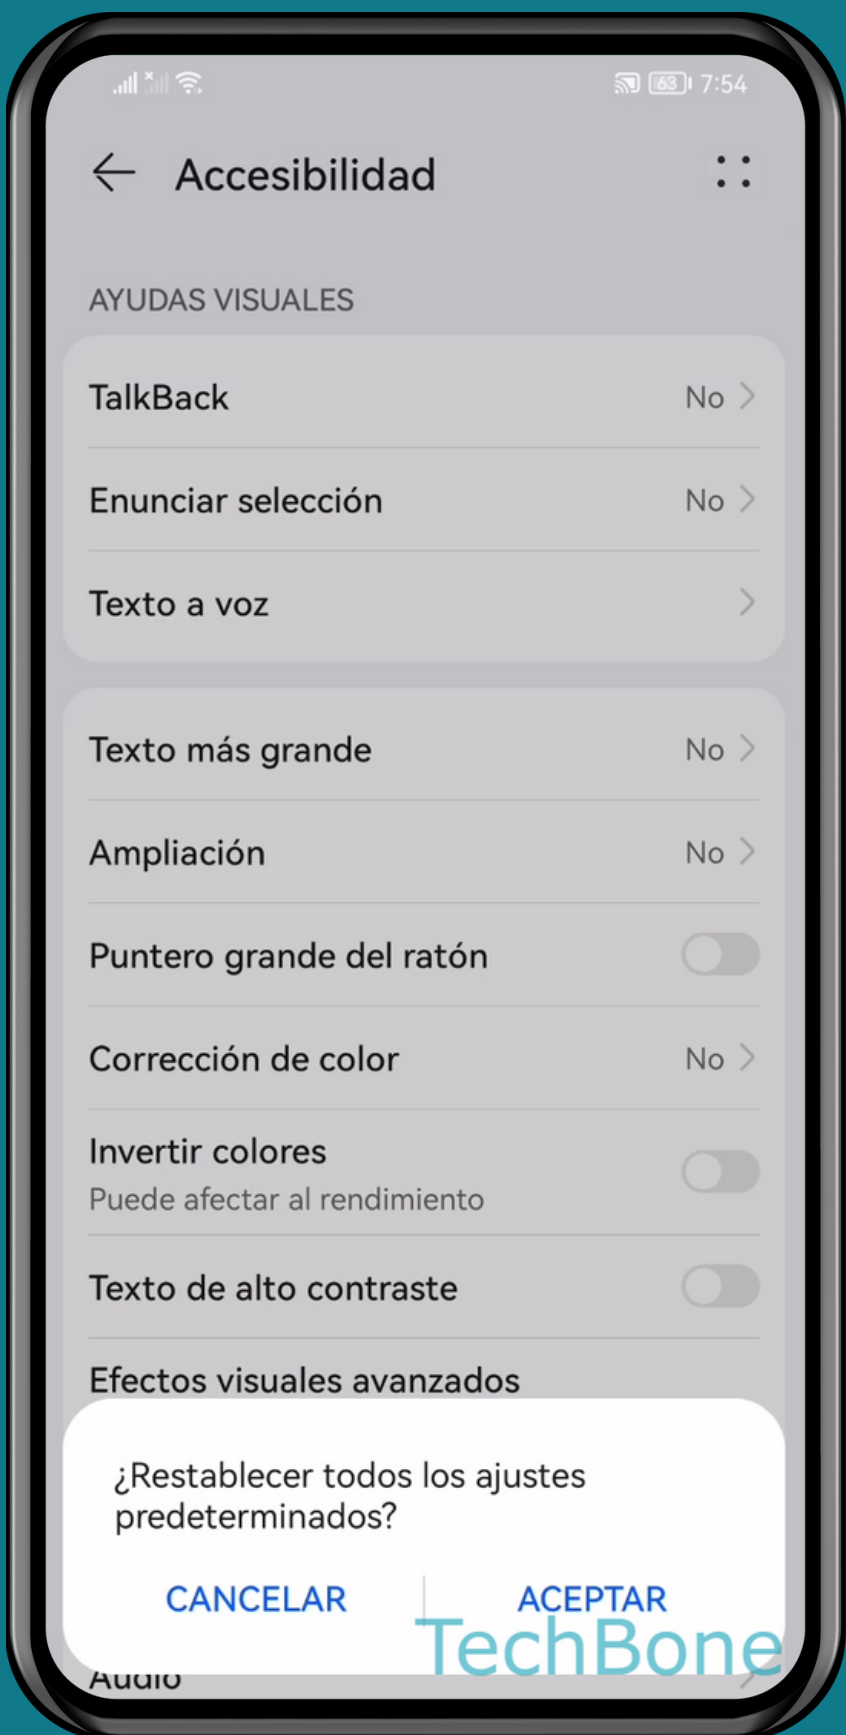 63 7:54
Accesibilidad
AYUDAS VISUALES
TalkBack No
Enunciar selección No
Texto a voz
Texto más grande No
Ampliación No
Puntero grande del ratón
Corrección de color No
Invertir colores
Puede afectar al rendimiento
Texto de alto contraste
Efectos visuales avanzados
¿Restablecer todos los ajustes
predeterminados?
CANCELAR ACEPTAR
TechBone
Audio